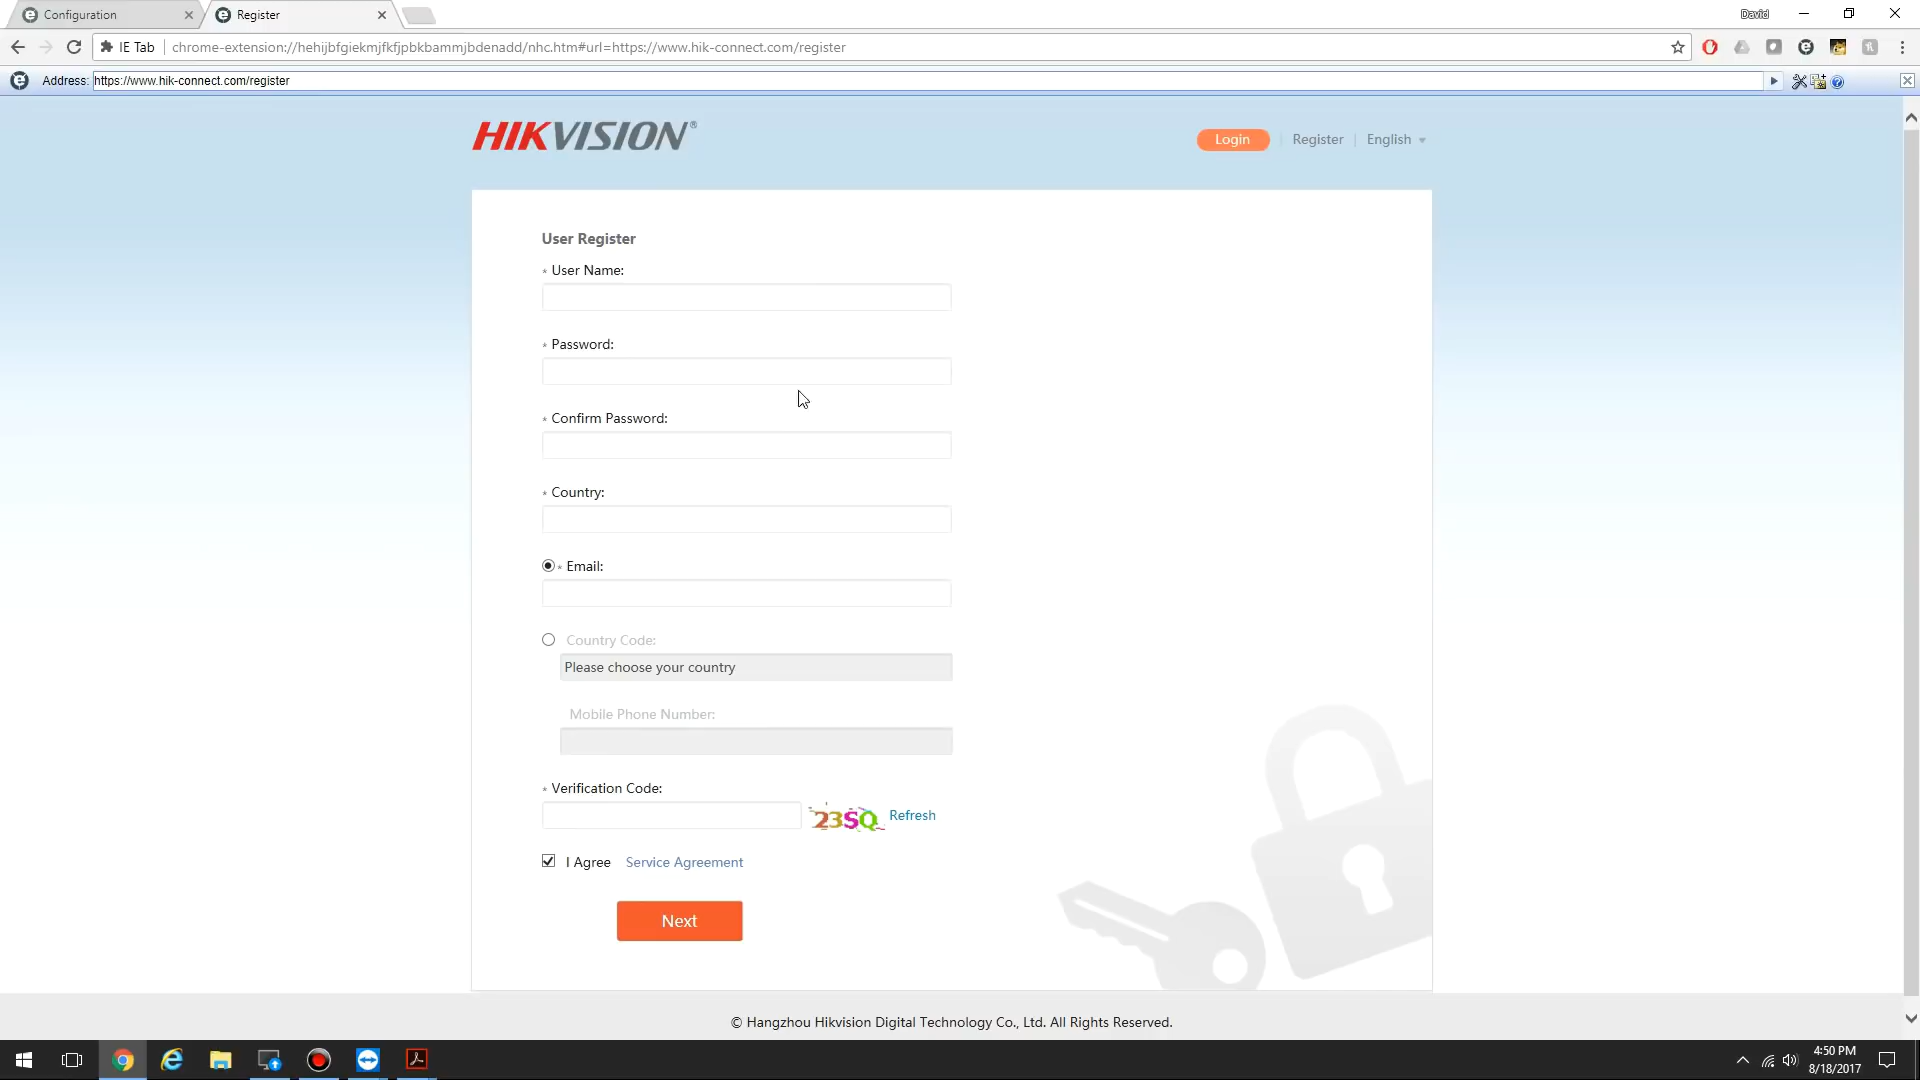 Configuration
Register
David
IE Tab
chrome-extension://hehijbfgiekmjfkfjpbkbammjbdenadd/nhc.htm#url=https://www.hik-connect.com/register
Address: https://www.hik-connect.com/register
HIKVISION®
Login | Register | English
User Register
* User Name:
* Password:
* Confirm Password:
* Country:
* Email:
Country Code:
Please choose your country
Mobile Phone Number:
* Verification Code:
23SQ Refresh
I Agree Service Agreement
Next
© Hangzhou Hikvision Digital Technology Co., Ltd. All Rights Reserved.
4:50 PM
8/18/2017